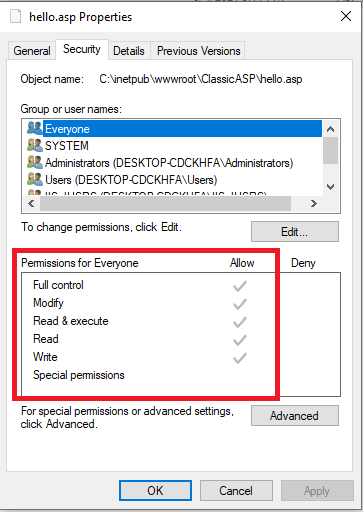 hello.asp Properties
General Security Details Previous Versions
Object name: C:\inetpub\wwwroot\ClassicASP\hello.asp
Group or user names:
Everyone
SYSTEM
Administrators (DESKTOP-CDCKHFA\Administrators)
Users (DESKTOP-CDCKHFA\Users)
To change permissions, click Edit.
Edit...
Permissions for Everyone Allow Deny
Full control
Modify
Read & execute
Read
Write
Special permissions
For special permissions or advanced settings,
click Advanced.
Advanced
OK Cancel Apply